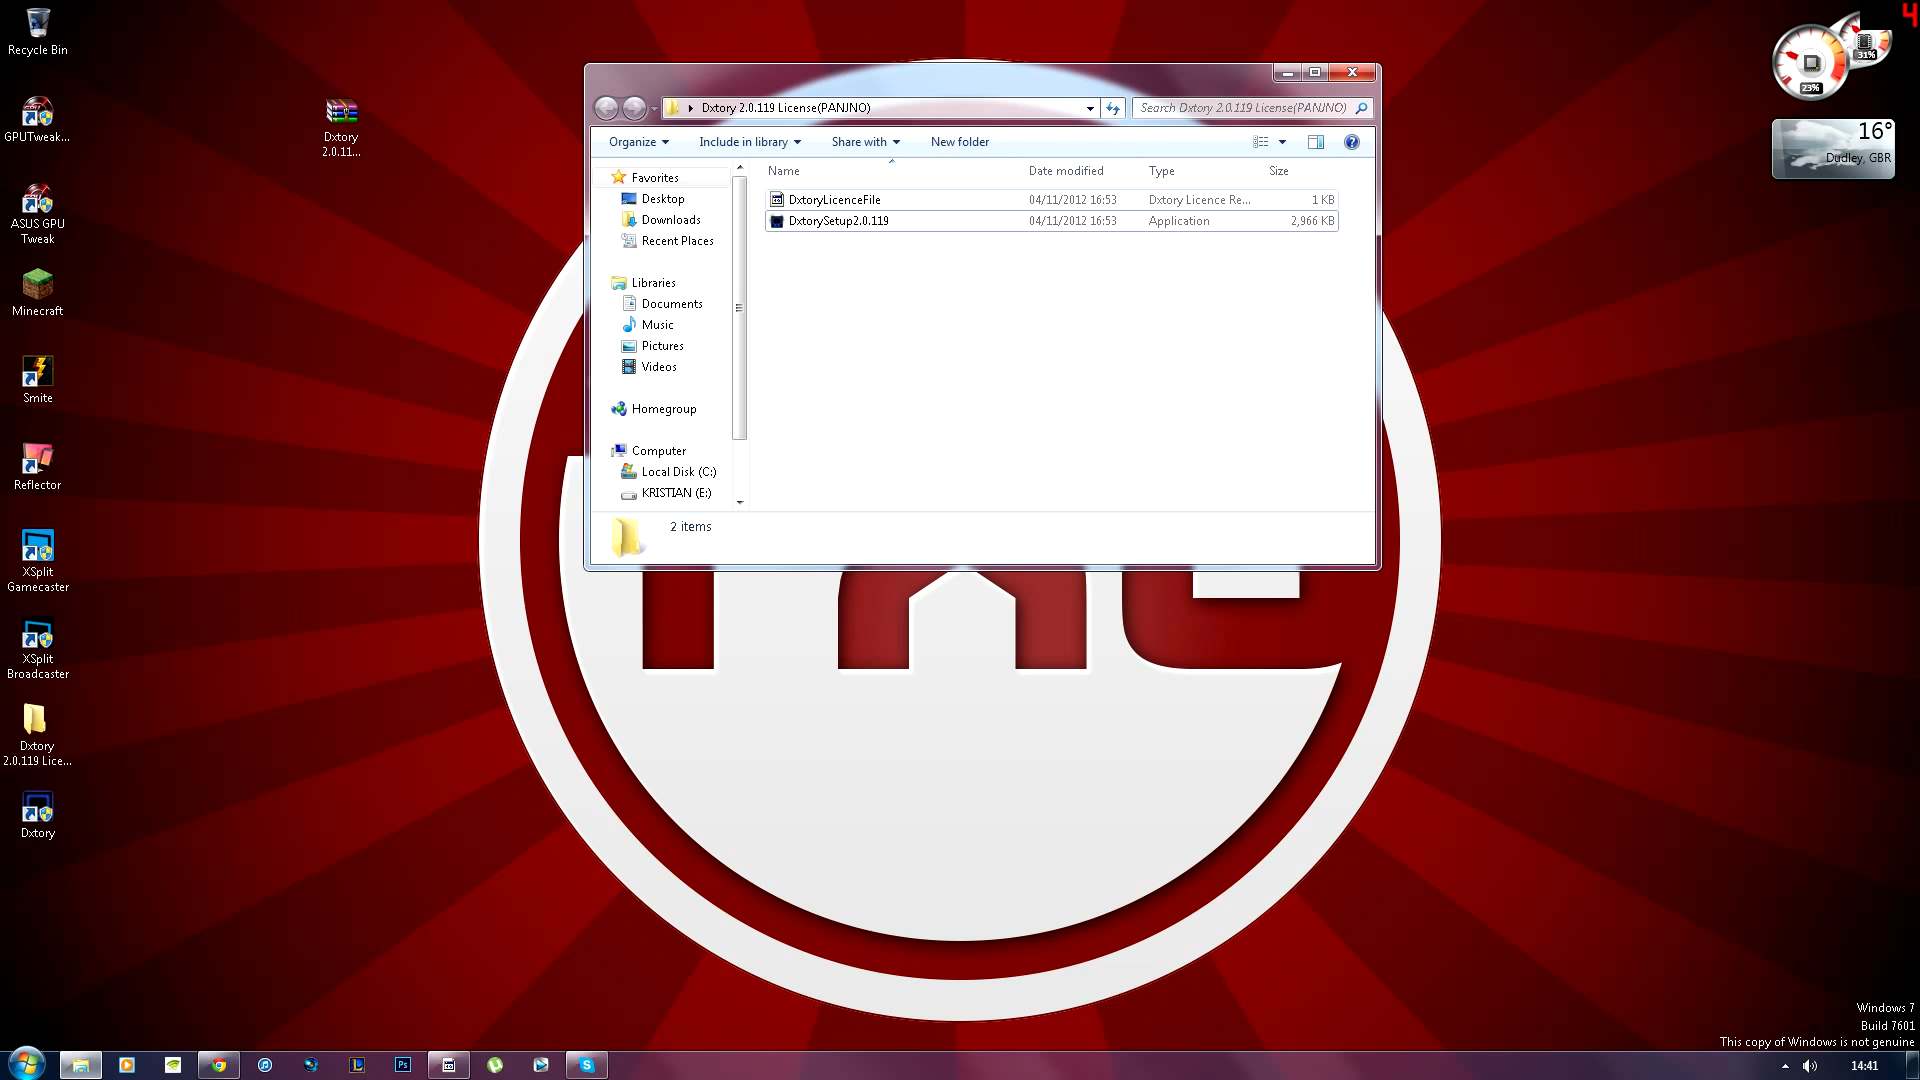 Recycle Bin
GPUTweak...
ASUS GPU
Tweak
Minecraft
Smite
Reflector
XSplit
Gamecaster
XSplit
Broadcaster
Dxtory
2.0.119 Lice...
Dxtory
Dxtory
2.0.11...
Dxtory 2.0.119 License(PANJNO)
Search Dxtory 2.0.119 License(PANJNO)
Organize
Include in library
Share with
New folder
Favorites
Desktop
Downloads
Recent Places
Libraries
Documents
Music
Pictures
Videos
Homegroup
Computer
Local Disk (C:)
KRISTIAN (E:)
Name Date modified Type Size
DxtoryLicenceFile 04/11/2012 16:53 Dxtory Licence Re... 1 KB
DxtorySetup2.0.119 04/11/2012 16:53 Application 2,966 KB
2 items
4
31%
23%
16°
Dudley, GBR
Windows 7
Build 7601
This copy of Windows is not genuine
Ps
14:41